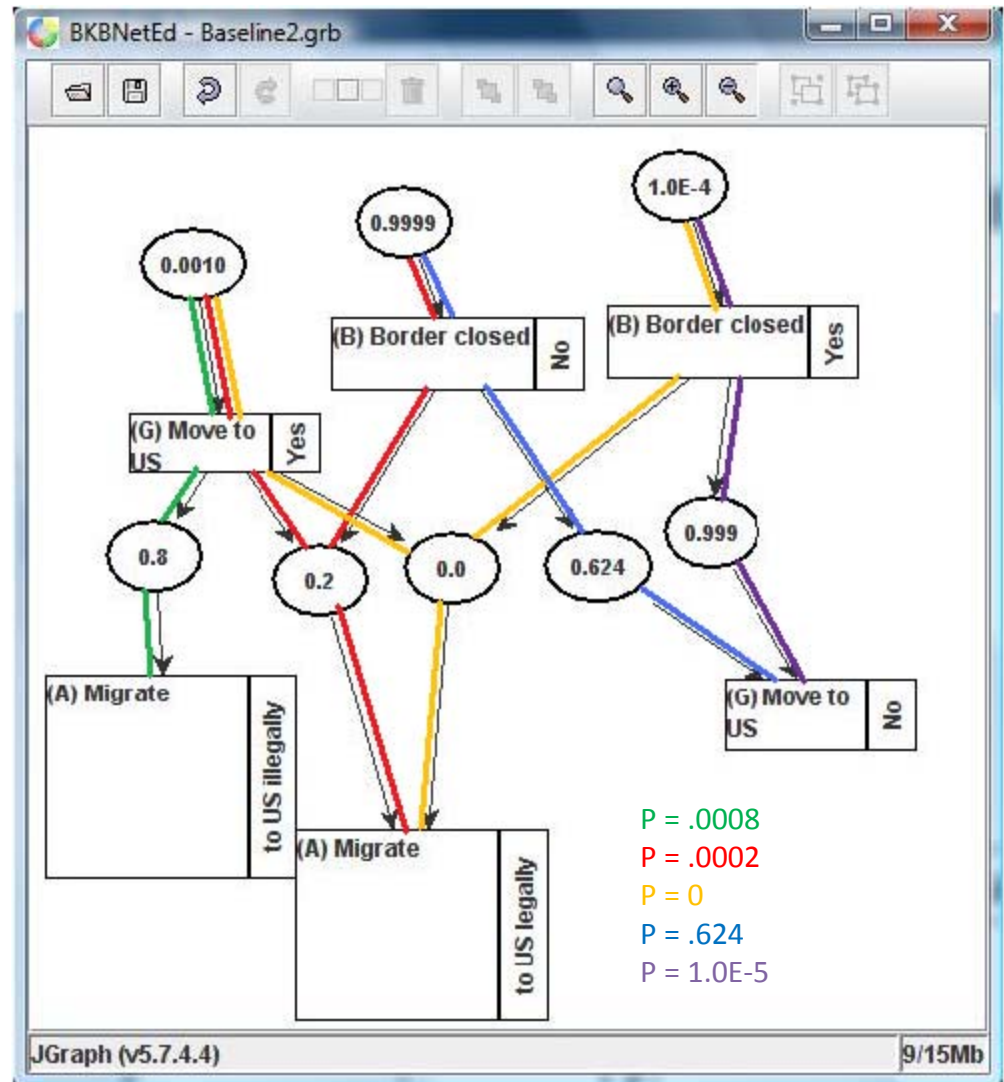 BKBNetEd - Baseline2.grb
1.0E-4
0.9999
0.0010
(B) Border closed
No
(B) Border closed
Yes
(G) Move to
US
Yes
0.8
0.2
0.0
0.624
0.999
(A) Migrate
to US illegally
(G) Move to
US
No
(A) Migrate
to US legally
P = .0008
P = .0002
P = 0
P = .624
P = 1.0E-5
JGraph (v5.7.4.4)
9/15Mb